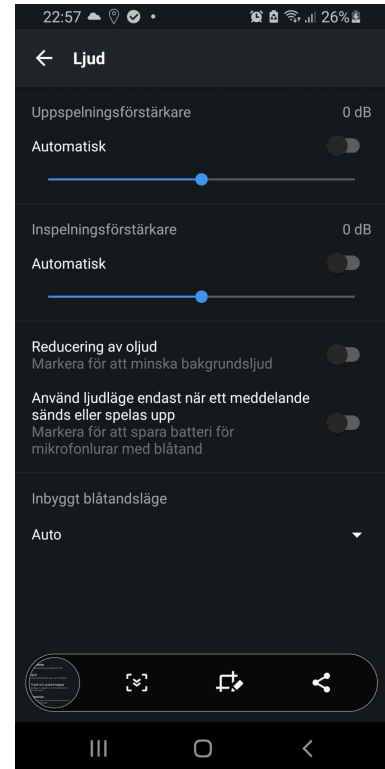 22:57
26%
Ljud
Uppspelningsförstärkare 0 dB
Automatisk
Inspelningsförstärkare 0 dB
Automatisk
Reducering av oljud
Markera för att minska bakgrundsljud
Använd ljudläge endast när ett meddelande
sänds eller spelas upp
Markera för att spara batteri för
mikrofonlurar med blåtand
Inbyggt blåtandsläge
Auto